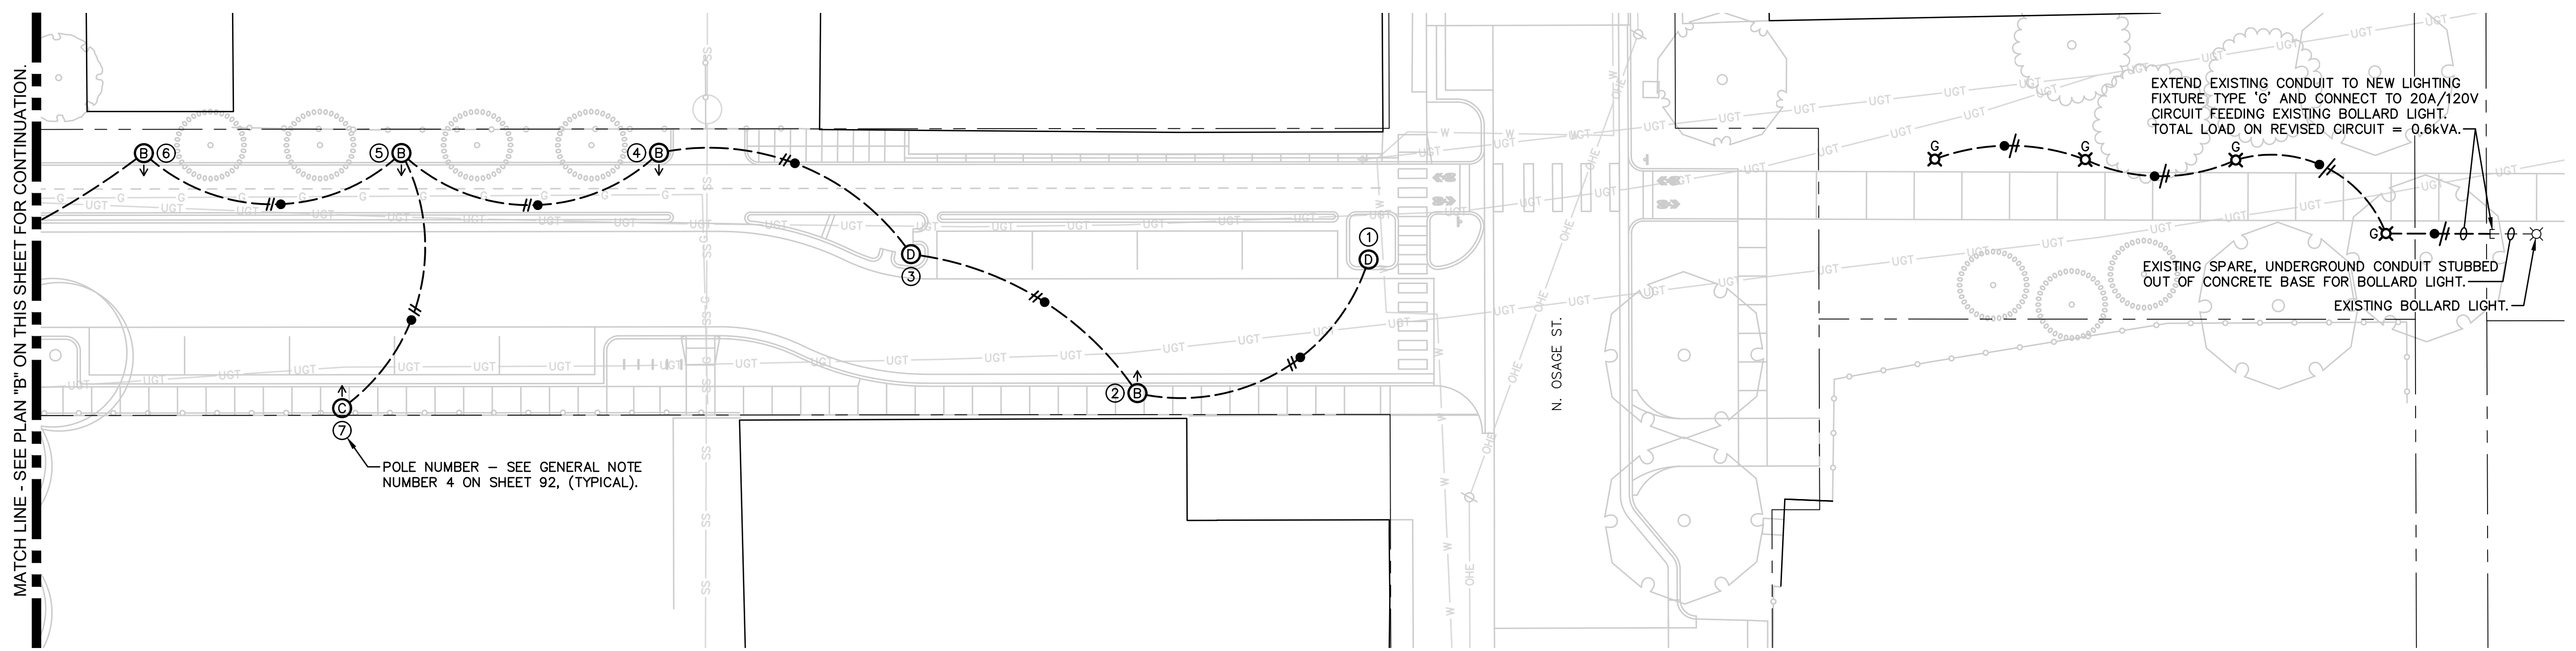 MATCH LINE - SEE PLAN "B" ON THIS SHEET FOR CONTINUATION.
B 6
5 B
4 B
D
3
1
D
2 B
C
7
POLE NUMBER – SEE GENERAL NOTE
NUMBER 4 ON SHEET 92, (TYPICAL).
N. OSAGE ST.
EXTEND EXISTING CONDUIT TO NEW LIGHTING
FIXTURE TYPE 'G' AND CONNECT TO 20A/120V
CIRCUIT FEEDING EXISTING BOLLARD LIGHT.
TOTAL LOAD ON REVISED CIRCUIT = 0.6kVA.
G
G
G
G
E
EXISTING SPARE, UNDERGROUND CONDUIT STUBBED
OUT OF CONCRETE BASE FOR BOLLARD LIGHT.
EXISTING BOLLARD LIGHT.
UGT
UGT
UGT
UGT
G
G
G
SS
SS
SS
W
W
W
OHE
OHE
OHE